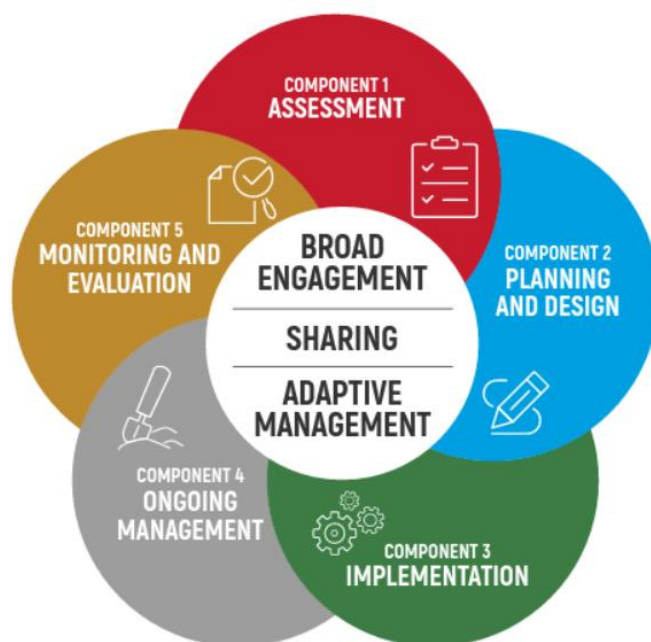 COMPONENT 1
ASSESSMENT
COMPONENT 2
PLANNING
AND DESIGN
COMPONENT 3
IMPLEMENTATION
COMPONENT 4
ONGOING
MANAGEMENT
COMPONENT 5
MONITORING AND
EVALUATION
BROAD
ENGAGEMENT
SHARING
ADAPTIVE
MANAGEMENT